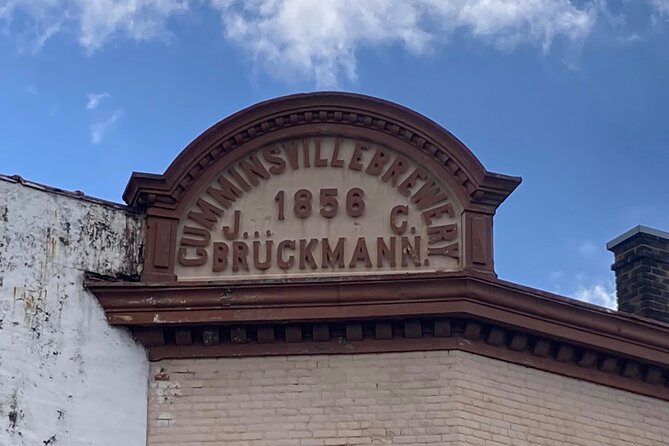 CUMMINSVILLE BREWERY
1856
J... C.
BRÜCKMANN.